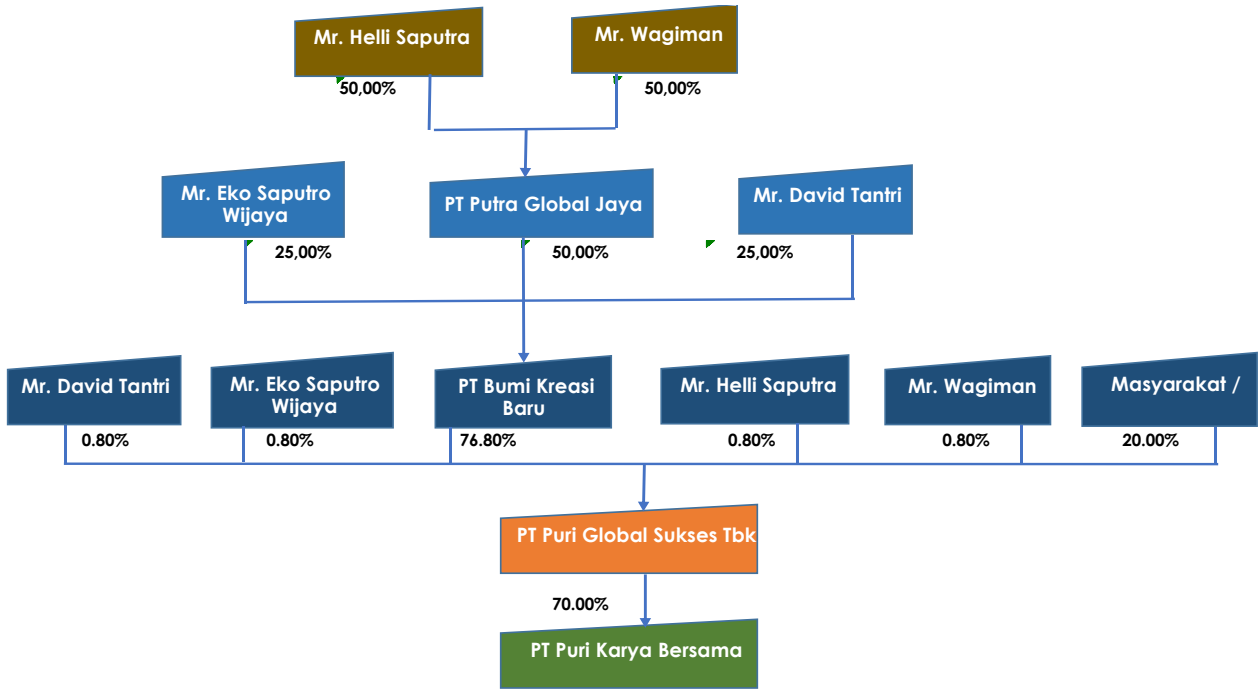 Mr. Helli Saputra
Mr. Wagiman
50,00%
50,00%
Mr. Eko Saputro
Wijaya
PT Putra Global Jaya
Mr. David Tantri
25,00%
50,00%
25,00%
Mr. David Tantri
Mr. Eko Saputro
Wijaya
PT Bumi Kreasi
Baru
Mr. Helli Saputra
Mr. Wagiman
Masyarakat /
0.80%
0.80%
76.80%
0.80%
0.80%
20.00%
PT Puri Global Sukses Tbk
70.00%
PT Puri Karya Bersama